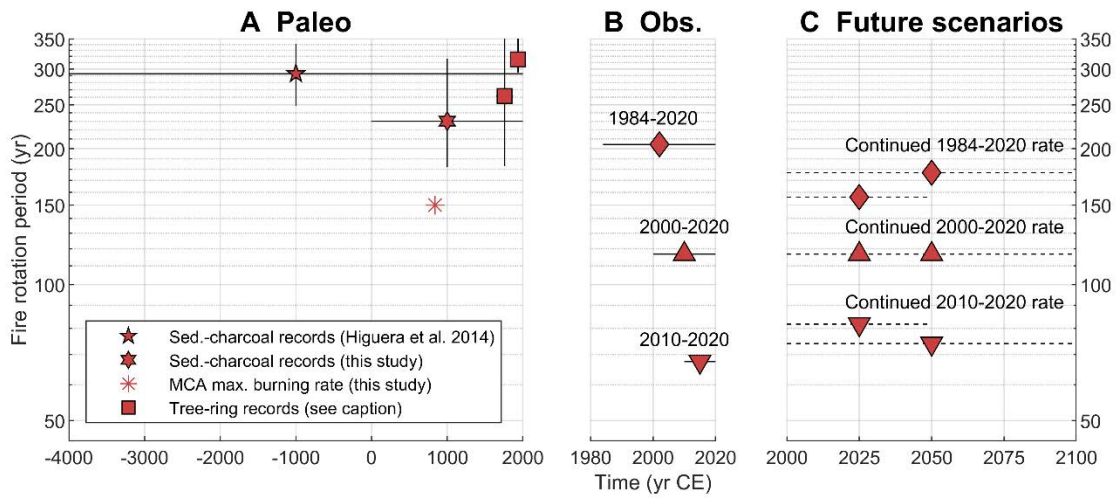 A Paleo
B Obs.
C Future scenarios
Fire rotation period (yr)
350
300
250
200
150
100
50
-4000
-3000
-2000
-1000
0
1000
2000
Sed.-charcoal records (Higuera et al. 2014)
Sed.-charcoal records (this study)
MCA max. burning rate (this study)
Tree-ring records (see caption)
1984-2020
2000-2020
2010-2020
1980
2000
2020
Time (yr CE)
Continued 1984-2020 rate
Continued 2000-2020 rate
Continued 2010-2020 rate
2000
2025
2050
2075
2100
350
300
250
200
150
100
50